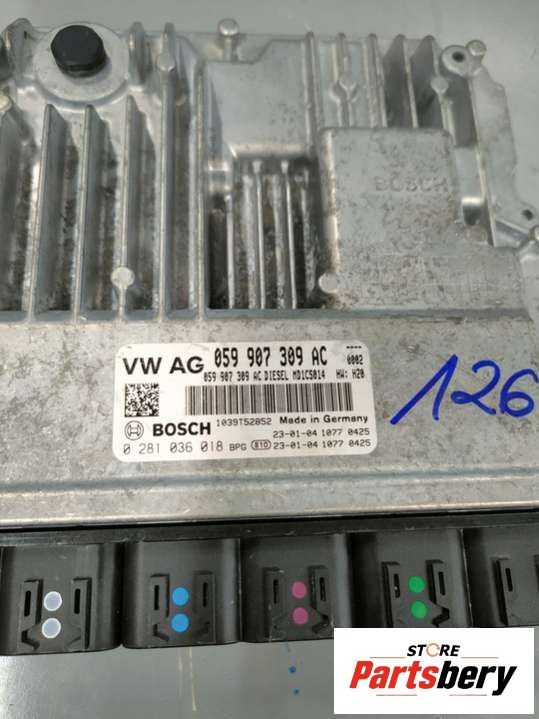 BOSCH
VW AG 059 907 309 AC
0002
059 907 309 AC DIESEL MD1CS014 HW: H20
BOSCH 1039T52852 Made in Germany
23-01-04 1077 0425
0 281 036 018 BPG e10 23-01-04 1077 0425
126
STORE
Partsbery